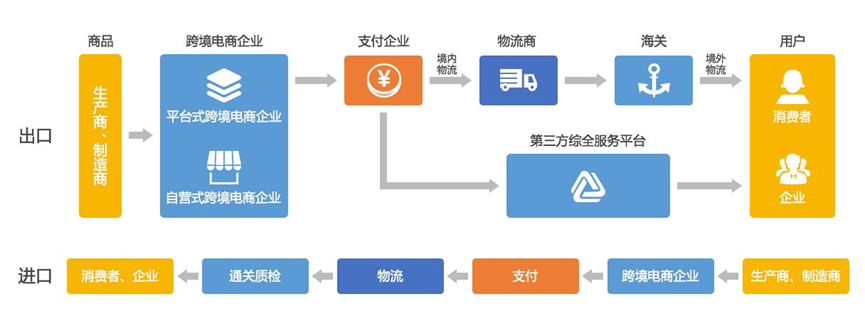 商品
跨境电商企业
支付企业
境内
物流
物流商
海关
境外
物流
用户
出口
生产商、制造商
平台式跨境电商企业
自营式跨境电商企业
¥
第三方综全服务平台
消费者
企业
进口
消费者、企业
通关质检
物流
支付
跨境电商企业
生产商、制造商